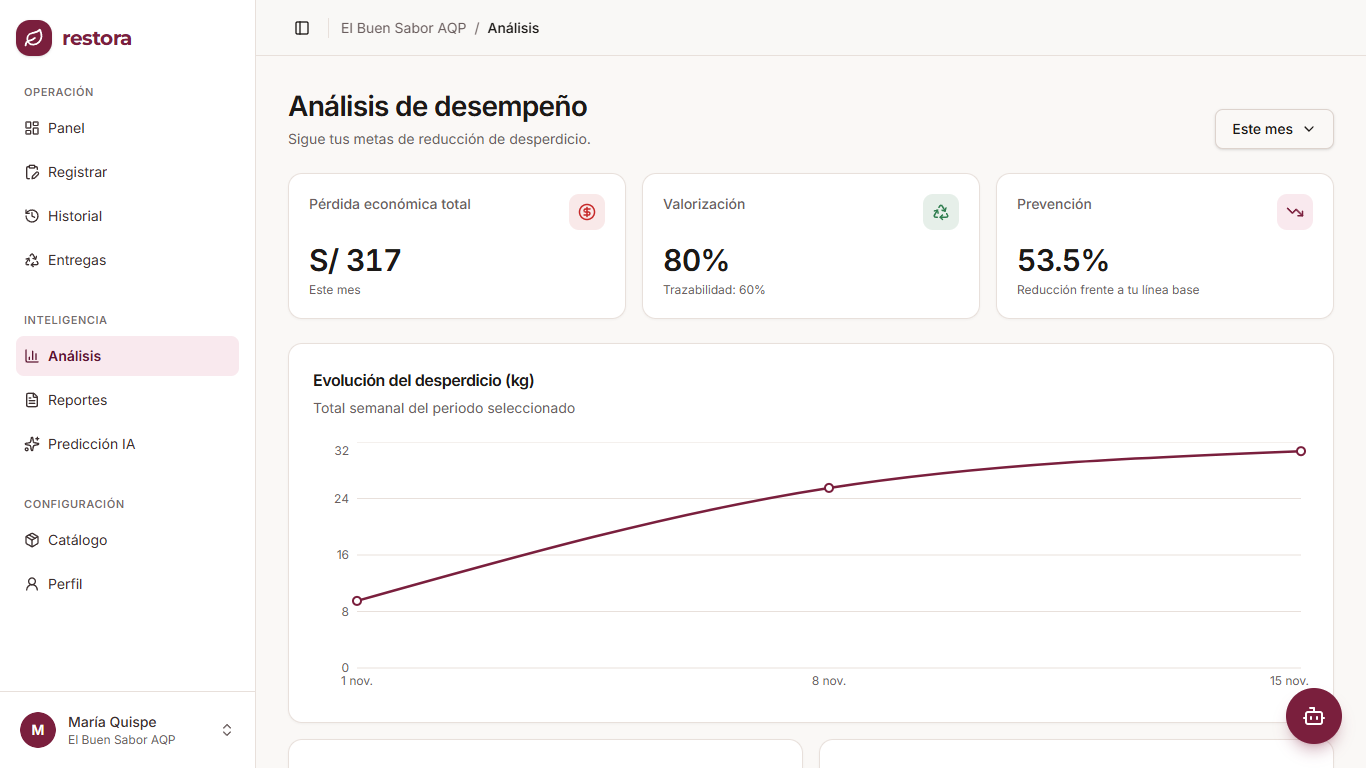 restora
OPERACIÓN
Panel
Registrar
Historial
Entregas
INTELIGENCIA
Análisis
Reportes
Predicción IA
CONFIGURACIÓN
Catálogo
Perfil
M
María Quispe
El Buen Sabor AQP
El Buen Sabor AQP / Análisis
Análisis de desempeño
Sigue tus metas de reducción de desperdicio.
Este mes
Pérdida económica total
S/ 317
Este mes
Valorización
80%
Trazabilidad: 60%
Prevención
53.5%
Reducción frente a tu línea base
Evolución del desperdicio (kg)
Total semanal del periodo seleccionado
32
24
16
8
0
1 nov.
8 nov.
15 nov.